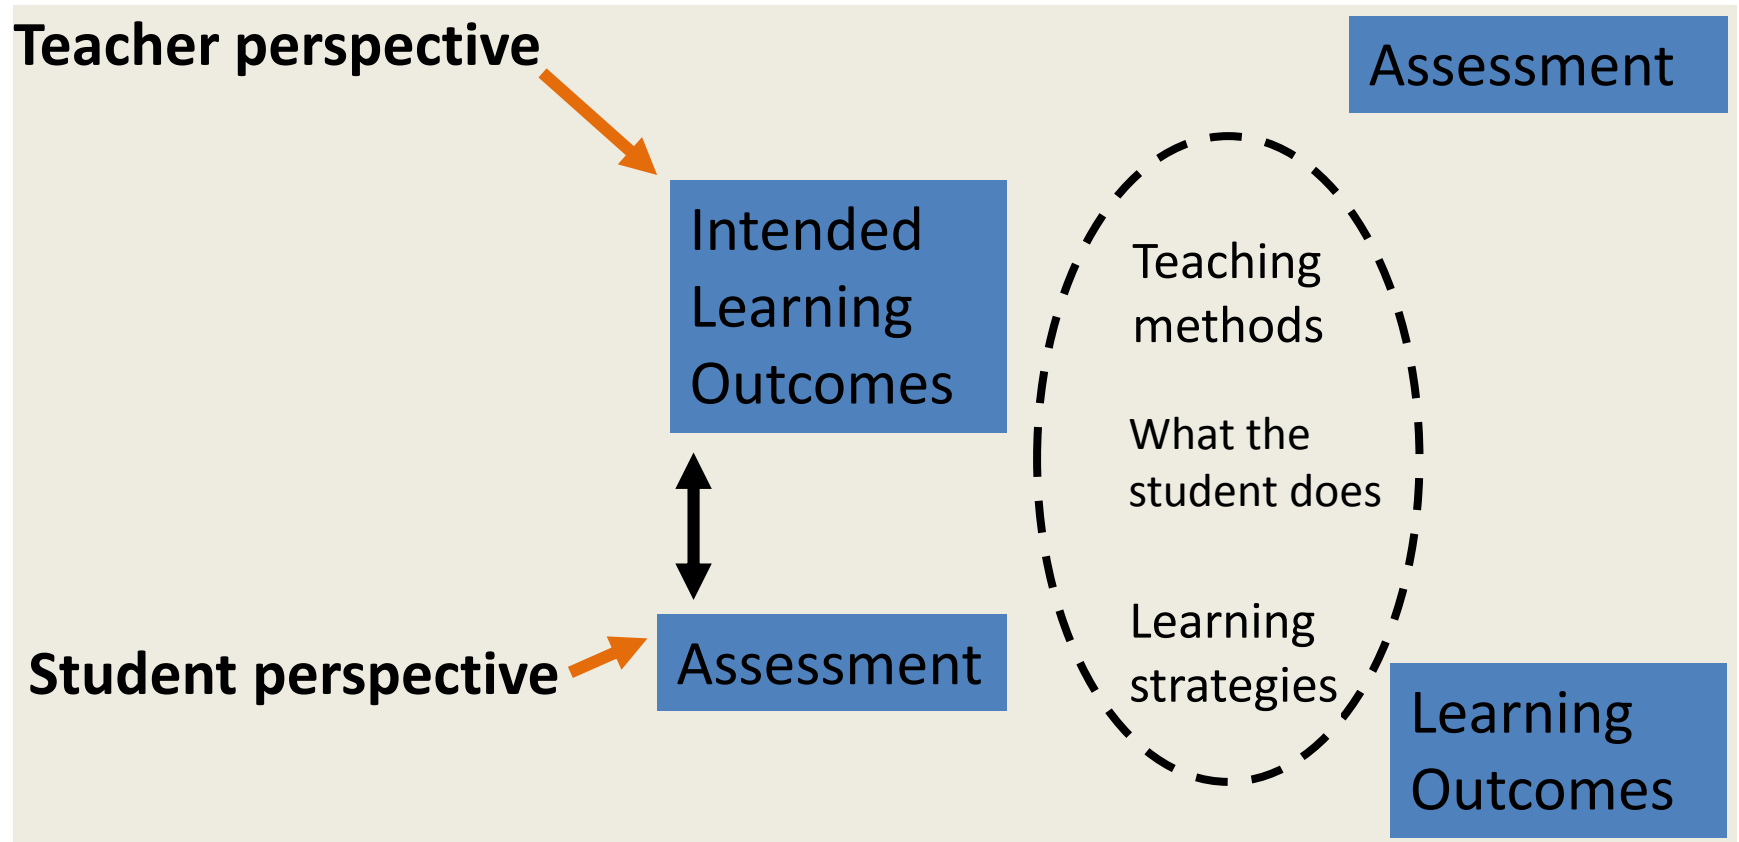 Teacher perspective
Assessment
Intended
Learning
Outcomes
Teaching
methods
What the
student does
Learning
strategies
Student perspective
Assessment
Learning
Outcomes